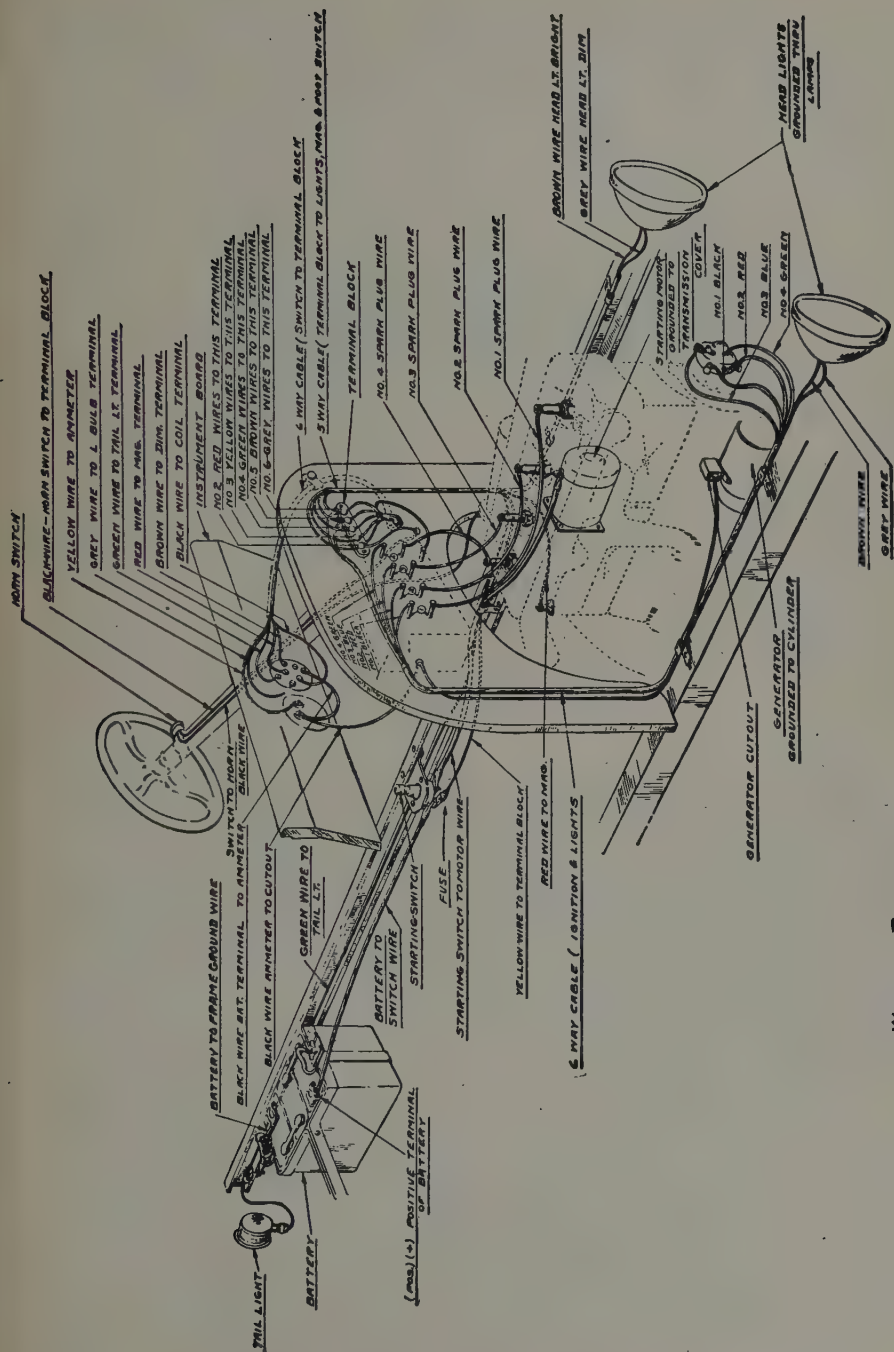 HORN SWITCH
BLACK WIRE-HORN SWITCH TO TERMINAL BLOCK
YELLOW WIRE TO AMMETER
GREY WIRE TO L BULB TERMINAL
GREEN WIRE TO TAIL LT. TERMINAL
RED WIRE TO MAG. TERMINAL
BROWN WIRE TO DIM. TERMINAL
BLACK WIRE TO COIL TERMINAL
INSTRUMENT BOARD
NO.2 RED WIRES TO THIS TERMINAL
NO 3 YELLOW WIRES TO THIS TERMINAL
NO.4 GREEN WIRES TO THIS TERMINAL
NO.5 BROWN WIRES TO THIS TERMINAL
NO.6-GREY, WIRES TO THIS TERMINAL
6 WAY CABLE (SWITCH TO TERMINAL BLOCK
5 WAY CABLE (TERMINAL BLOCK TO LIGHTS, MAG. & FOOT SWITCH
TERMINAL BLOCK
NO.4 SPARK PLUG WIRE
NO.3 SPARK PLUG WIRE
NO.2 SPARK PLUG WIRE
NO.1 SPARK PLUG WIRE
BROWN WIRE HEAD LT. BRIGHT
GREY WIRE HEAD LT. DIM
HEAD LIGHTS
GROUNDED THRU
LAMPS
STARTING MOTOR
GROUNDED TO
TRANSMISSION
COVER
NO.1 BLACK
NO.2 RED
NO.3 BLUE
NO.4 GREEN
SWITCH TO HORN
BLACK WIRE
BATTERY TO FRAME GROUND WIRE
BLACK WIRE BAT. TERMINAL TO AMMETER
BLACK WIRE AMMETER TO CUTOUT
GREEN WIRE TO
TAIL LT.
BATTERY TO
SWITCH WIRE
STARTING SWITCH
FUSE
STARTING SWITCH TO MOTOR WIRE
YELLOW WIRE TO TERMINAL BLOCK
RED WIRE TO MAG.
6 WAY CABLE (IGNITION & LIGHTS
GENERATOR CUTOUT
GENERATOR
GROUNDED TO CYLINDER
BROWN WIRE
GREY WIRE
TAIL LIGHT
BATTERY
(POS.) (+) POSITIVE TERMINAL
OF BATTERY